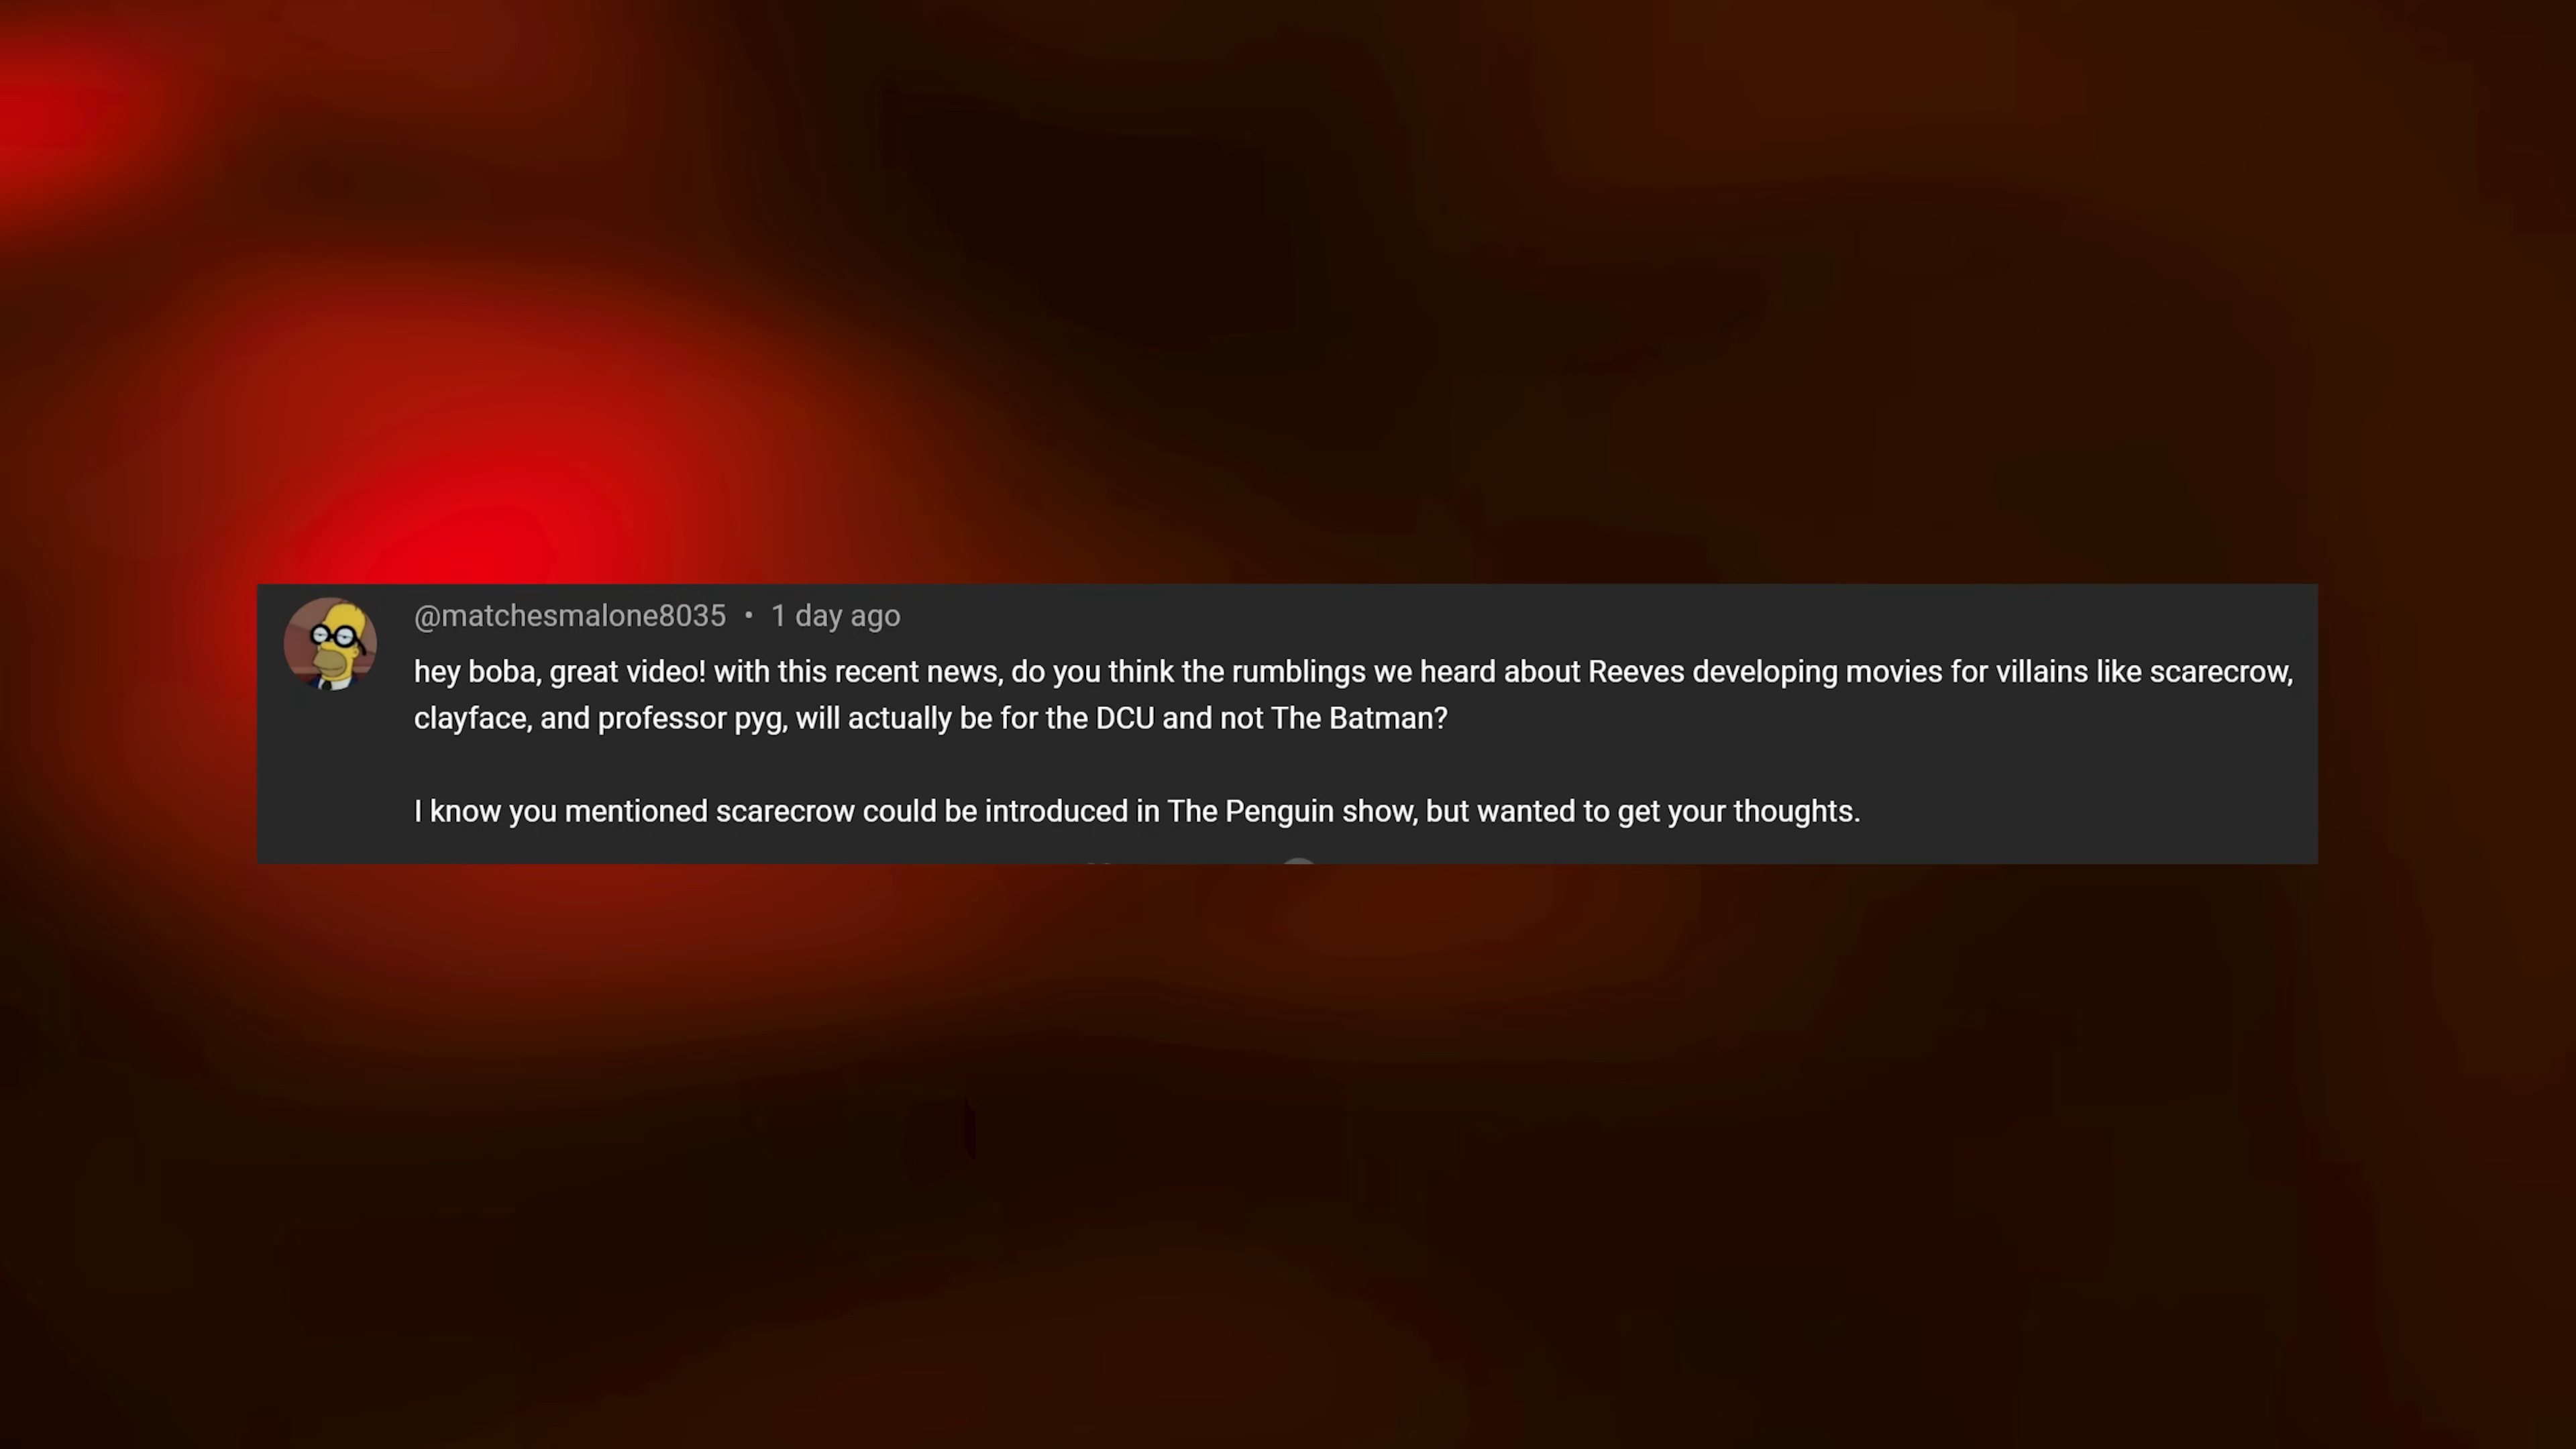 @matchesmalone8035 • 1 day ago
hey boba, great video! with this recent news, do you think the rumblings we heard about Reeves developing movies for villains like scarecrow,
clayface, and professor pyg, will actually be for the DCU and not The Batman?
I know you mentioned scarecrow could be introduced in The Penguin show, but wanted to get your thoughts.